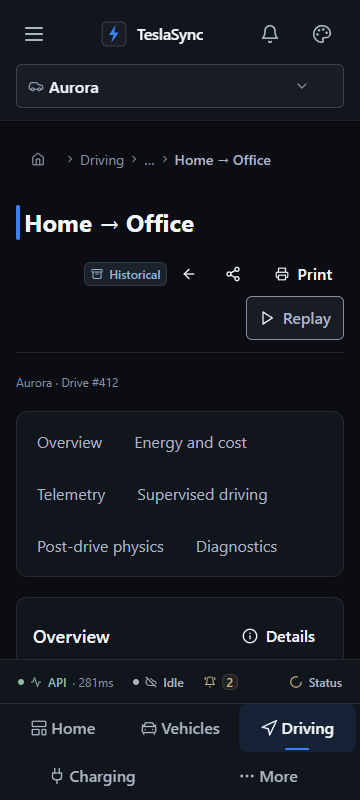 TeslaSync
Aurora
Driving ... Home → Office
Home → Office
Historical Print
Replay
Aurora · Drive #412
Overview Energy and cost
Telemetry Supervised driving
Post-drive physics Diagnostics
Overview Details
API · 281ms Idle 2 Status
Home Vehicles Driving
Charging More